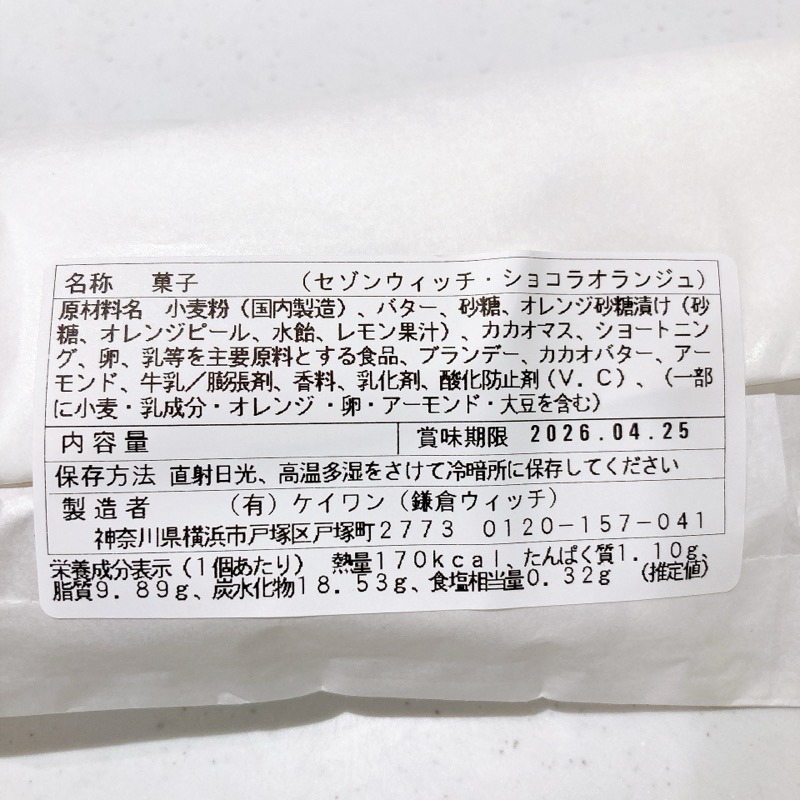 名称　菓子　（セゾンウィッチ・ショコラオランジュ）
原材料名　小麦粉（国内製造）、バター、砂糖、オレンジ砂糖漬け（砂
糖、オレンジピール、水飴、レモン果汁）、カカオマス、ショートニン
グ、卵、乳等を主要原料とする食品、ブランデー、カカオバター、アー
モンド、牛乳／膨張剤、香料、乳化剤、酸化防止剤（V．C）、（一部
に小麦・乳成分・オレンジ・卵・アーモンド・大豆を含む）
内容量　賞味期限　2026.04.25
保存方法　直射日光、高温多湿をさけて冷暗所に保存してください
製造者　（有）ケイワン（鎌倉ウィッチ）
神奈川県横浜市戸塚区戸塚町2773　0120-157-041
栄養成分表示（1個あたり）　熱量170kcal、たんぱく質1．10g、
脂質9．89g、炭水化物18．53g、食塩相当量0．32g　（推定値）